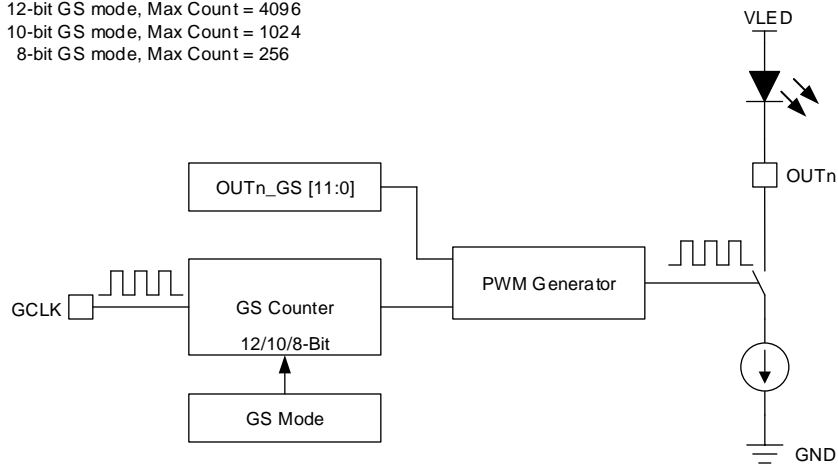 12-bit GS mode, Max Count = 4096
10-bit GS mode, Max Count = 1024
8-bit GS mode, Max Count = 256
VLED
OUTn_GS [11:0]
OUTn
PWM Generator
GCLK
GS Counter
12/10/8-Bit
GS Mode
GND